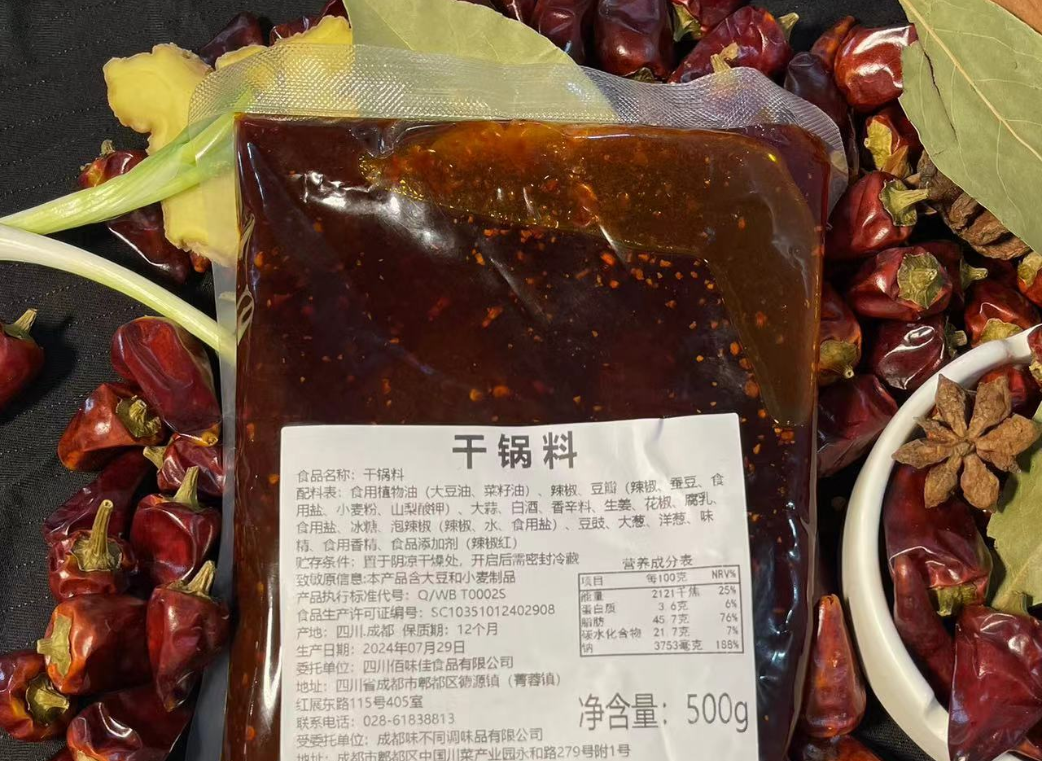 干锅料
食品名称：干锅料
配料表：食用植物油（大豆油、菜籽油）、辣椒、豆瓣（辣椒、蚕豆、食
用盐、小麦粉、山梨酸钾）、大蒜、白酒、香辛料、生姜、花椒、腐乳、
食用盐、冰糖、泡辣椒（辣椒、水、食用盐）、豆豉、大葱、洋葱、味
精、食用香精、食品添加剂（辣椒红）
贮存条件：置于阴凉干燥处，开启后需密封冷藏
致敏原信息:本产品含大豆和小麦制品
产品执行标准代号：Q/WB T0002S
食品生产许可证编号：SC10351012402908
产地：四川.成都 保质期：12个月
生产日期：2024年07月29日
委托单位：四川佰味佳食品有限公司
地址：四川省成都市郫都区德源镇（菁蓉镇）
红展东路115号405室
联系电话：028-61838813
受委托单位：成都味不同调味品有限公司
地址：成都市郫都区中国川菜产业园永和路279号附1号
营养成分表
项目 每100克 NRV%
能量 2121千焦 25%
蛋白质 3.6克 6%
脂肪 45.7克 76%
碳水化合物 21.7克 7%
钠 3753毫克 188%
净含量：500g